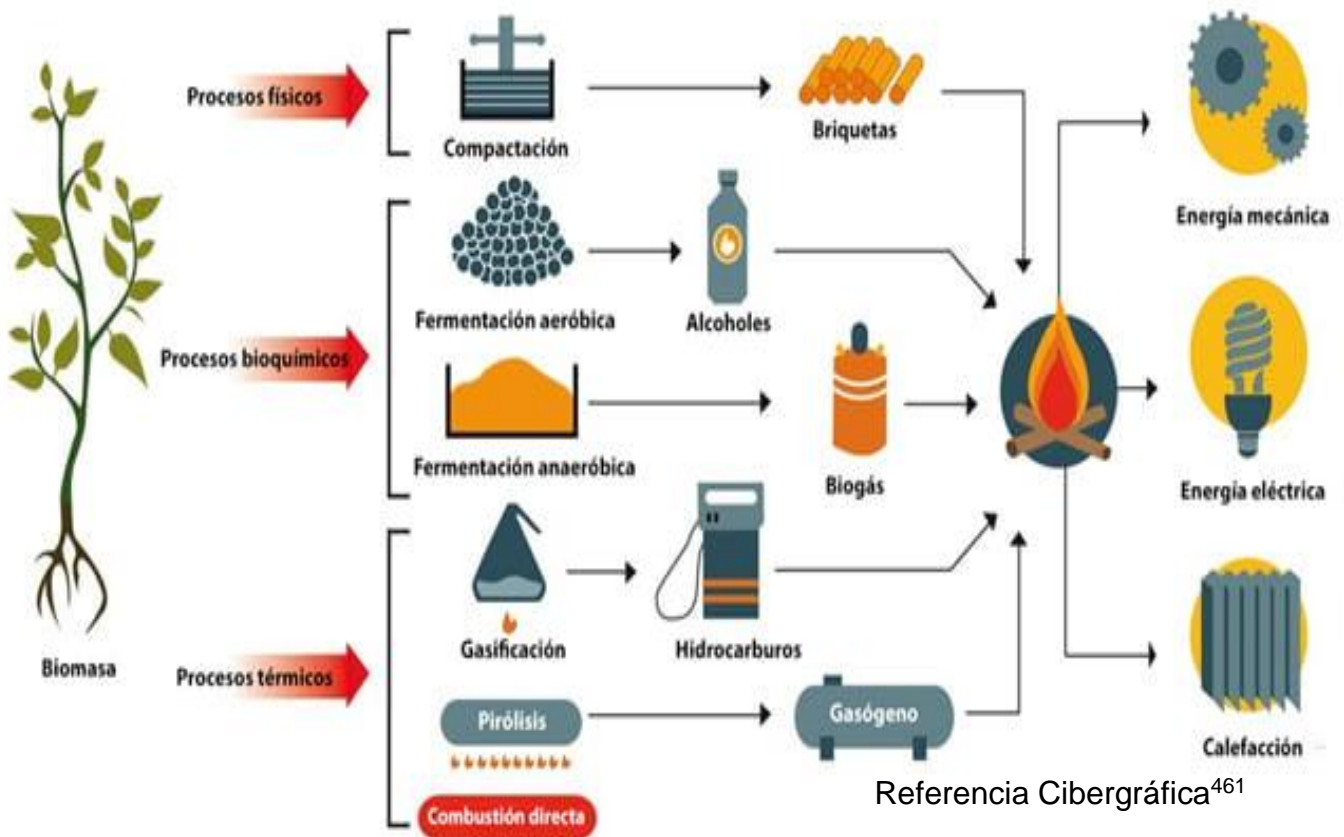 Procesos físicos
Compactación
Briquetas
Energía mecánica
Fermentación aeróbica
Alcoholes
Procesos bioquímicos
Fermentación anaeróbica
Biogás
Energía eléctrica
Biomasa
Procesos térmicos
Gasificación
Hidrocarburos
Pirólisis
Gasógeno
Calefacción
Combustión directa
Referencia Cibergráfica461